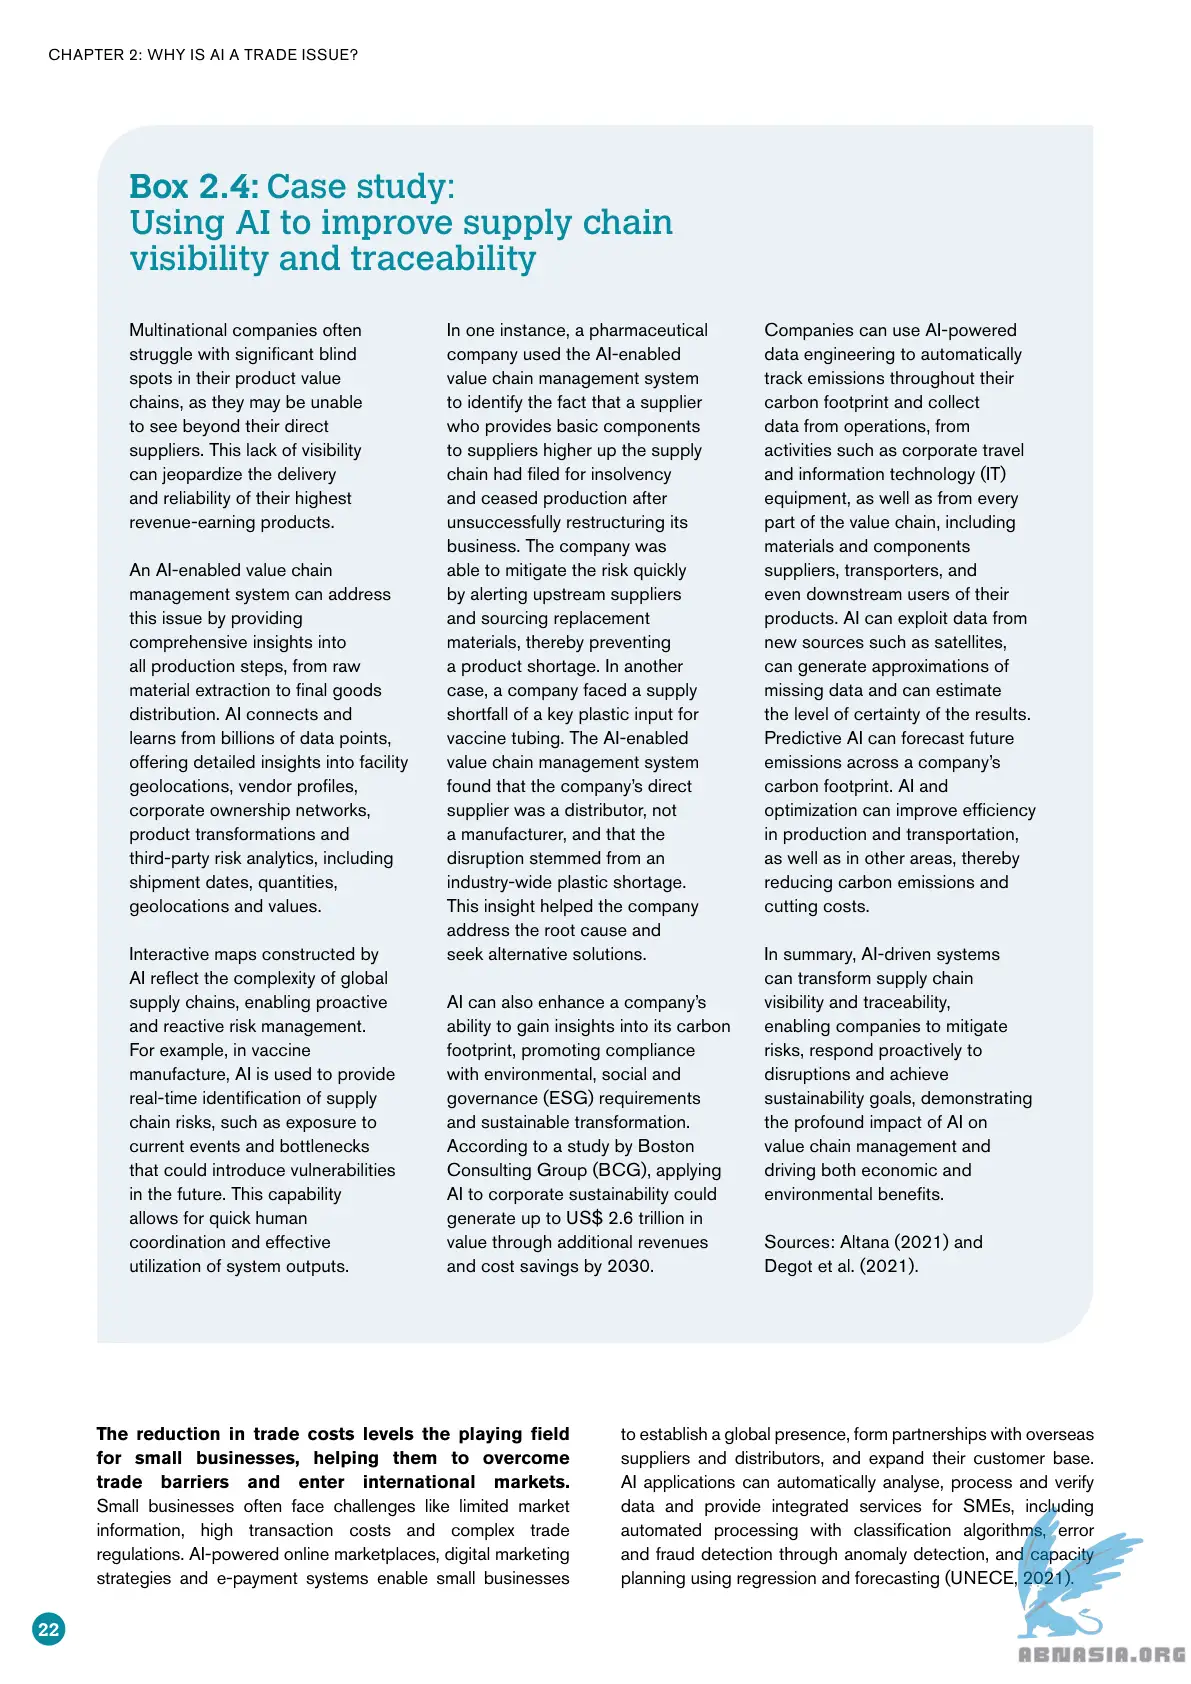 CHAPTER 2: WHY IS AI A TRADE ISSUE?
Box 2.4: Case study:
Using AI to improve supply chain
visibility and traceability
Multinational companies often
struggle with significant blind
spots in their product value
chains, as they may be unable
to see beyond their direct
suppliers. This lack of visibility
can jeopardize the delivery
and reliability of their highest
revenue-earning products.
An AI-enabled value chain
management system can address
this issue by providing
comprehensive insights into
all production steps, from raw
material extraction to final goods
distribution. AI connects and
learns from billions of data points,
offering detailed insights into facility
geolocations, vendor profiles,
corporate ownership networks,
product transformations and
third-party risk analytics, including
shipment dates, quantities,
geolocations and values.
Interactive maps constructed by
AI reflect the complexity of global
supply chains, enabling proactive
and reactive risk management.
For example, in vaccine
manufacture, AI is used to provide
real-time identification of supply
chain risks, such as exposure to
current events and bottlenecks
that could introduce vulnerabilities
in the future. This capability
allows for quick human
coordination and effective
utilization of system outputs.
In one instance, a pharmaceutical
company used the AI-enabled
value chain management system
to identify the fact that a supplier
who provides basic components
to suppliers higher up the supply
chain had filed for insolvency
and ceased production after
unsuccessfully restructuring its
business. The company was
able to mitigate the risk quickly
by alerting upstream suppliers
and sourcing replacement
materials, thereby preventing
a product shortage. In another
case, a company faced a supply
shortfall of a key plastic input for
vaccine tubing. The AI-enabled
value chain management system
found that the company's direct
supplier was a distributor, not
a manufacturer, and that the
disruption stemmed from an
industry-wide plastic shortage.
This insight helped the company
address the root cause and
seek alternative solutions.
AI can also enhance a company's
ability to gain insights into its carbon
footprint, promoting compliance
with environmental, social and
governance (ESG) requirements
and sustainable transformation.
According to a study by Boston
Consulting Group (BCG), applying
AI to corporate sustainability could
generate up to US$ 2.6 trillion in
value through additional revenues
and cost savings by 2030.
Companies can use AI-powered
data engineering to automatically
track emissions throughout their
carbon footprint and collect
data from operations, from
activities such as corporate travel
and information technology (IT)
equipment, as well as from every
part of the value chain, including
materials and components
suppliers, transporters, and
even downstream users of their
products. AI can exploit data from
new sources such as satellites,
can generate approximations of
missing data and can estimate
the level of certainty of the results.
Predictive AI can forecast future
emissions across a company's
carbon footprint. AI and
optimization can improve efficiency
in production and transportation,
as well as in other areas, thereby
reducing carbon emissions and
cutting costs.
In summary, AI-driven systems
can transform supply chain
visibility and traceability,
enabling companies to mitigate
risks, respond proactively to
disruptions and achieve
sustainability goals, demonstrating
the profound impact of AI on
value chain management and
driving both economic and
environmental benefits.
Sources: Altana (2021) and
Degot et al. (2021).
The reduction in trade costs levels the playing field
for small businesses, helping them to overcome
trade barriers and enter international markets.
Small businesses often face challenges like limited market
information, high transaction costs and complex trade
regulations. AI-powered online marketplaces, digital marketing
strategies and e-payment systems enable small businesses
to establish a global presence, form partnerships with overseas
suppliers and distributors, and expand their customer base.
AI applications can automatically analyse, process and verify
data and provide integrated services for SMEs, including
automated processing with classification algorithms, error
and fraud detection through anomaly detection, and capacity
planning using regression and forecasting (UNECE, 2021).
22
ABNASIA.ORG